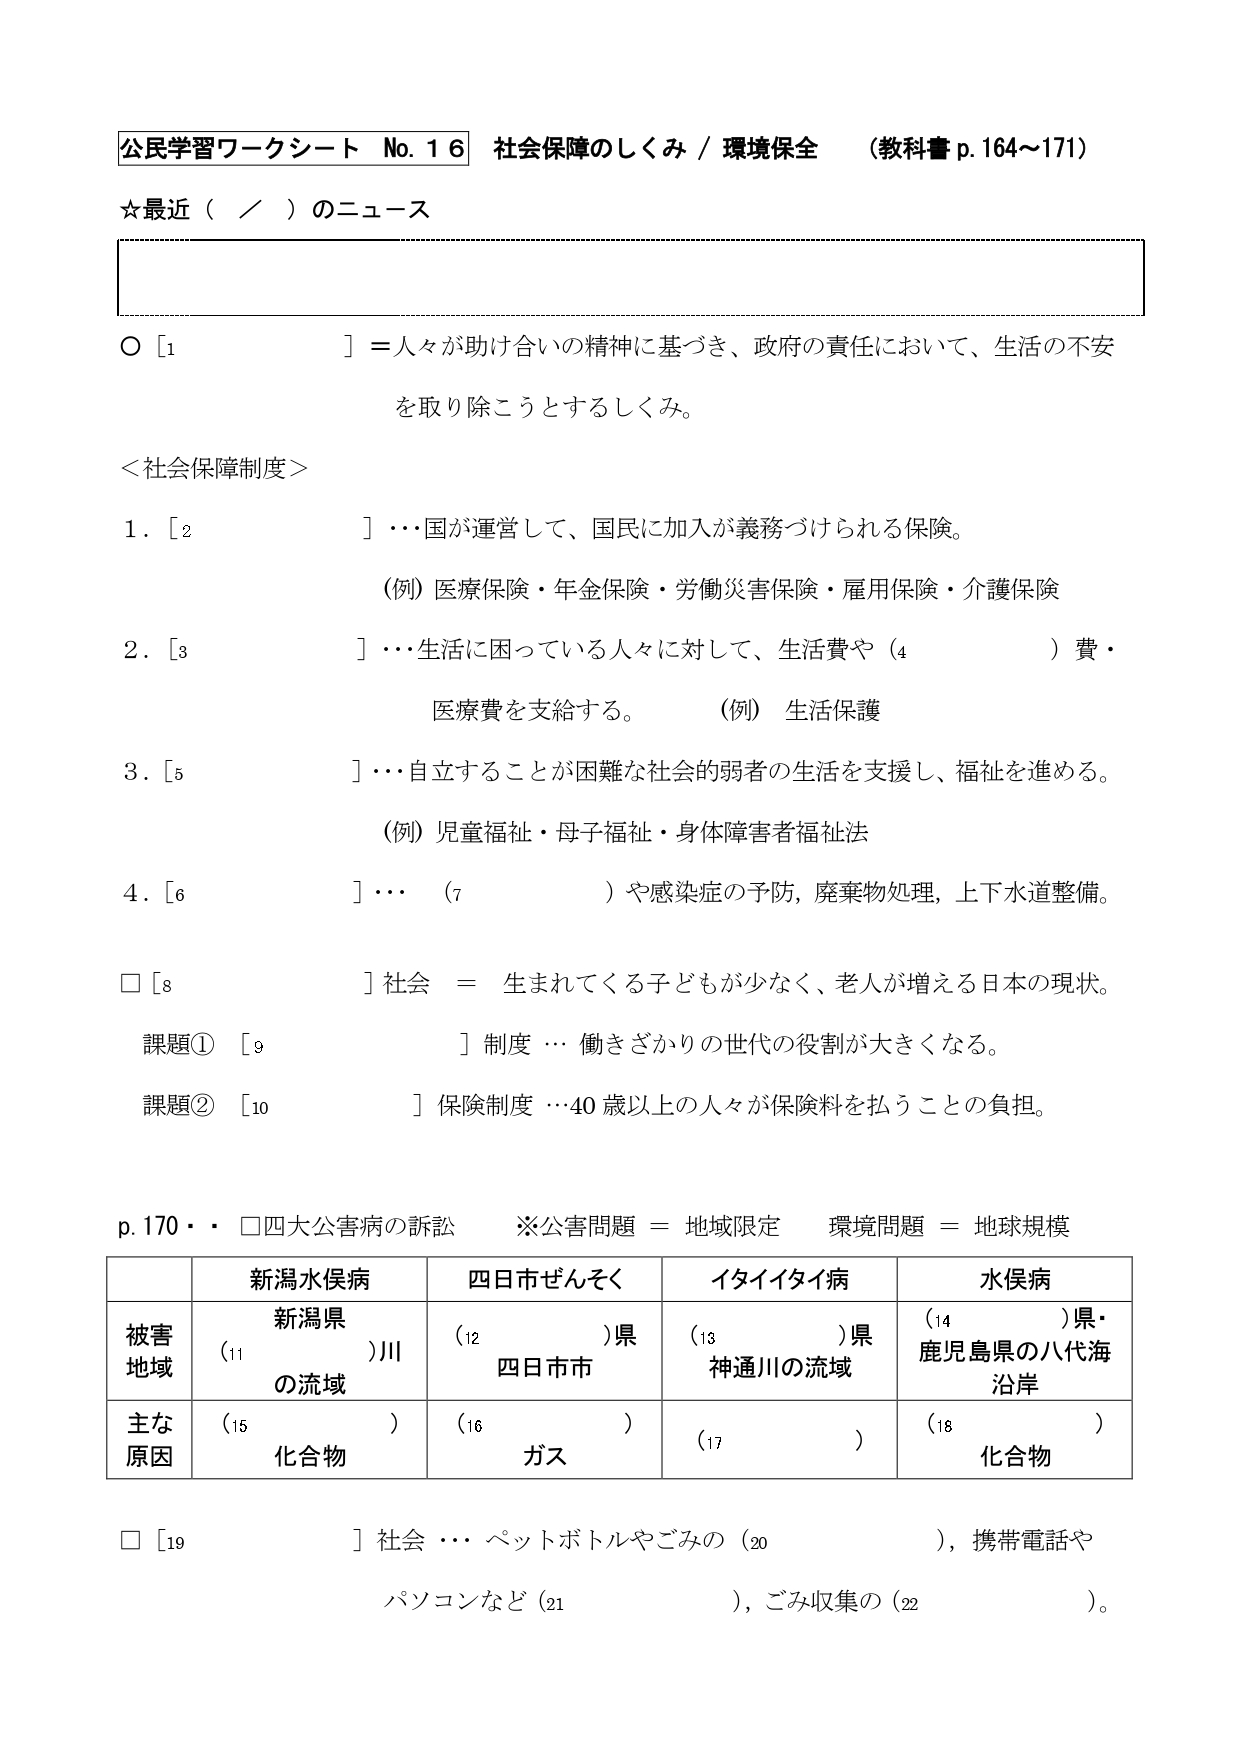 公民学習ワークシート　No.１６　社会保障のしくみ / 環境保全　（教科書 p.164～171）
☆最近（　／　）のニュース
○［1　　　　　　　］＝人々が助け合いの精神に基づき、政府の責任において、生活の不安
を取り除こうとするしくみ。
＜社会保障制度＞
１.［2　　　　　　　］･･･国が運営して、国民に加入が義務づけられる保険。
（例）医療保険・年金保険・労働災害保険・雇用保険・介護保険
２.［3　　　　　　　］･･･生活に困っている人々に対して、生活費や（4　　　　　　）費・
医療費を支給する。　　　（例）　生活保護
３.［5　　　　　　　］･･･自立することが困難な社会的弱者の生活を支援し、福祉を進める。
（例）児童福祉・母子福祉・身体障害者福祉法
４.［6　　　　　　　］･･･　（7　　　　　　）や感染症の予防，廃棄物処理，上下水道整備。
□［8　　　　　　　］社会　＝　生まれてくる子どもが少なく、老人が増える日本の現状。
課題①　［9　　　　　　　］制度 … 働きざかりの世代の役割が大きくなる。
課題②　［10　　　　　　］保険制度 …40 歳以上の人々が保険料を払うことの負担。
p.170・・ □四大公害病の訴訟　　※公害問題 ＝ 地域限定　　環境問題 ＝ 地球規模
新潟水俣病　四日市ぜんそく　イタイイタイ病　水俣病
被害
地域
新潟県
（11　　　　　）川
の流域
（12　　　　　）県
四日市市
（13　　　　　）県
神通川の流域
（14　　　　　）県・
鹿児島県の八代海
沿岸
主な
原因
（15　　　　　　）
化合物
（16　　　　　　）
ガス
（17　　　　　　）
（18　　　　　　）
化合物
□［19　　　　　　　］社会 ･･･ ペットボトルやごみの（20　　　　　　　），携帯電話や
パソコンなど（21　　　　　　　），ごみ収集の（22　　　　　　　）。